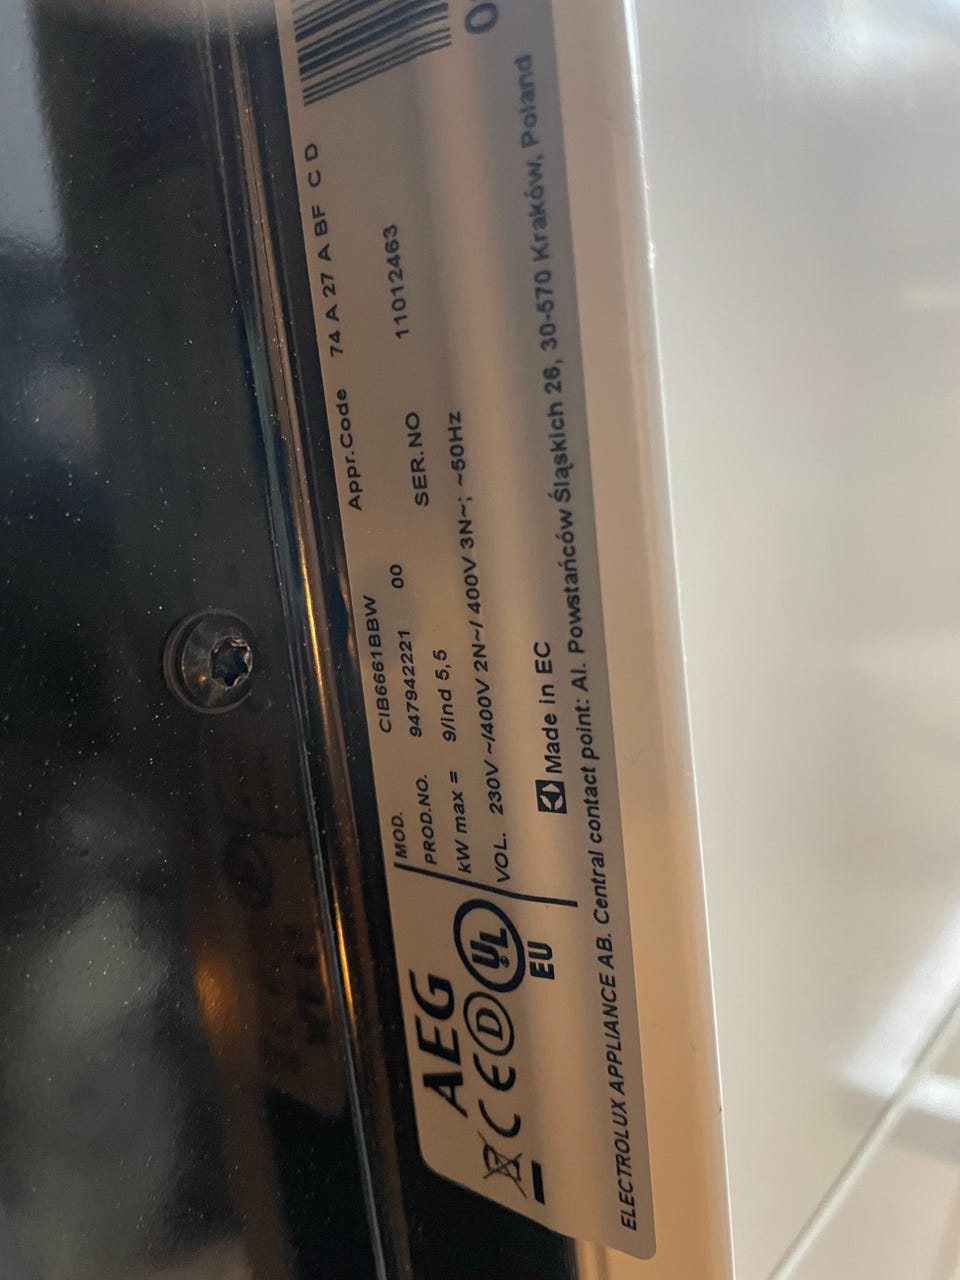 AEG
CE D UL
EU
MOD. CIB6661BBW Appr.Code 74 A 27 A BF C D
PROD.NO. 947942221 00 SER.NO 11012463
kW max = 9/Ind 5,5
VOL. 230V ~/400V 2N~/ 400V 3N~; ~50Hz
Made in EC
ELECTROLUX APPLIANCE AB. Central contact point: Al. Powstańców Śląskich 26, 30-570 Kraków, Poland